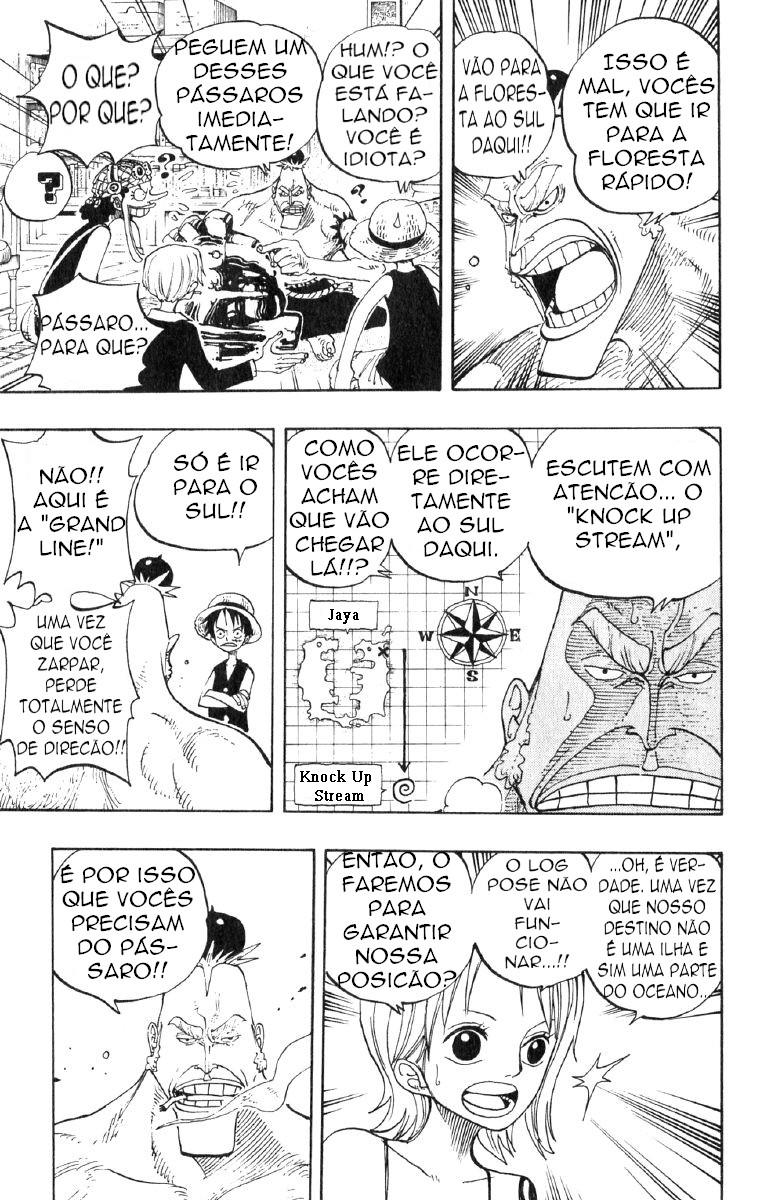 ISSO É
MAL, VOCÊS
TEM QUE IR
PARA A
FLORESTA
RÁPIDO!
VÃO PARA
A FLORES-
TA AO SUL
DAQUI!!
HUM!? O
QUE VOCÊ
ESTÁ FA-
LANDO?
VOCÊ É
IDIOTA?
PEGUEM UM
DESSES
PÁSSAROS
IMEDIA-
TAMENTE!
O QUE?
POR QUE?
?
?
?
PÁSSARO...
PARA QUE?
ESCUTEM COM
ATENCÃO... O
"KNOCK UP
STREAM",
ELE OCOR-
RE DIRE-
TAMENTE
AO SUL
DAQUI.
COMO
VOCÊS
ACHAM
QUE VÃO
CHEGAR
LÁ!!?
Jaya
N
W E
S
Knock Up
Stream
SÓ É IR
PARA O
SUL!!
NÃO!!
AQUI É
A "GRAND
LINE!"
UMA VEZ
QUE VOCÊ
ZARPAR,
PERDE
TOTALMENTE
O SENSO
DE DIRECÃO!!
...OH, É VER-
DADE. UMA VEZ
QUE NOSSO
DESTINO NÃO
É UMA ILHA E
SIM UMA PARTE
DO OCEANO...
O LOG
POSE NÃO
VAI
FUN-
CIO-
NAR...!!
ENTÃO, O
FAREMOS
PARA
GARANTIR
NOSSA
POSICÃO?
É POR ISSO
QUE VOCÊS
PRECISAM
DO PÁS-
SARO!!